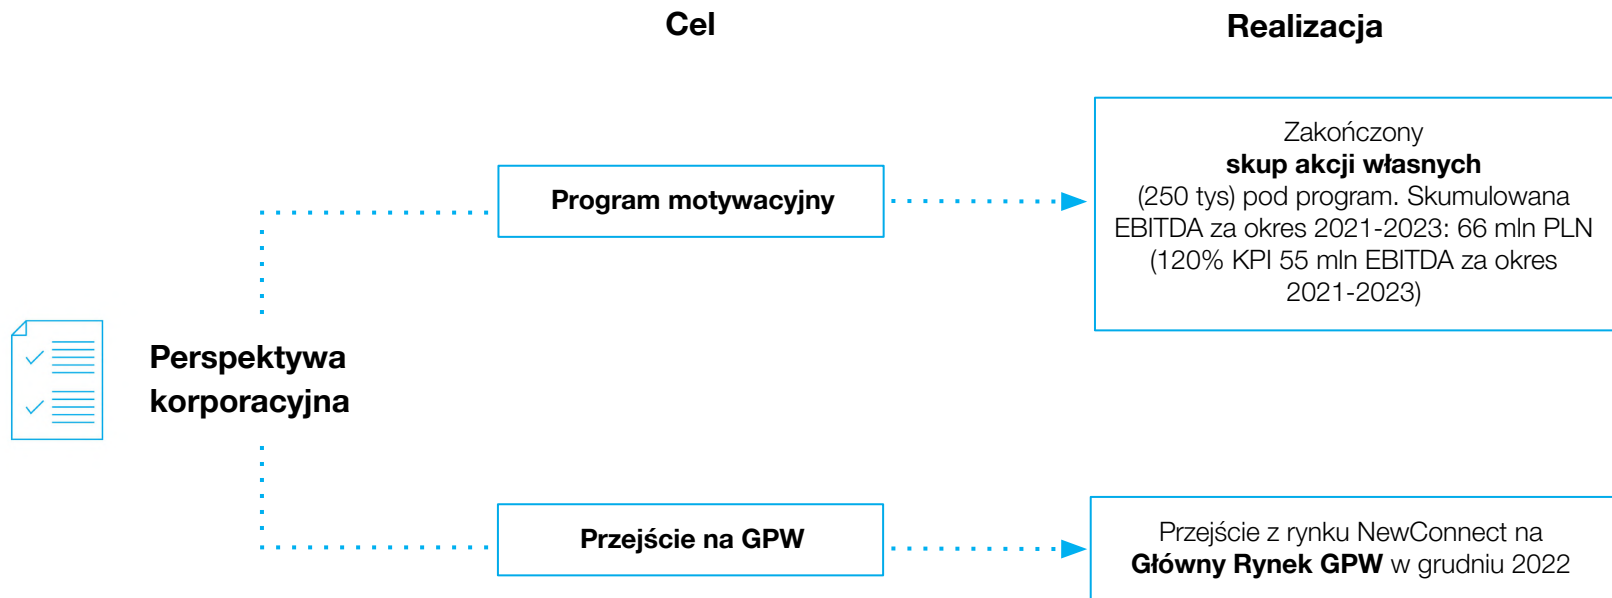 Cel
Realizacja
Perspektywa
korporacyjna
Program motywacyjny
Zakończony
skup akcji własnych
(250 tys) pod program. Skumulowana
EBITDA za okres 2021-2023: 66 mln PLN
(120% KPI 55 mln EBITDA za okres
2021-2023)
Przejście na GPW
Przejście z rynku NewConnect na
Główny Rynek GPW w grudniu 2022